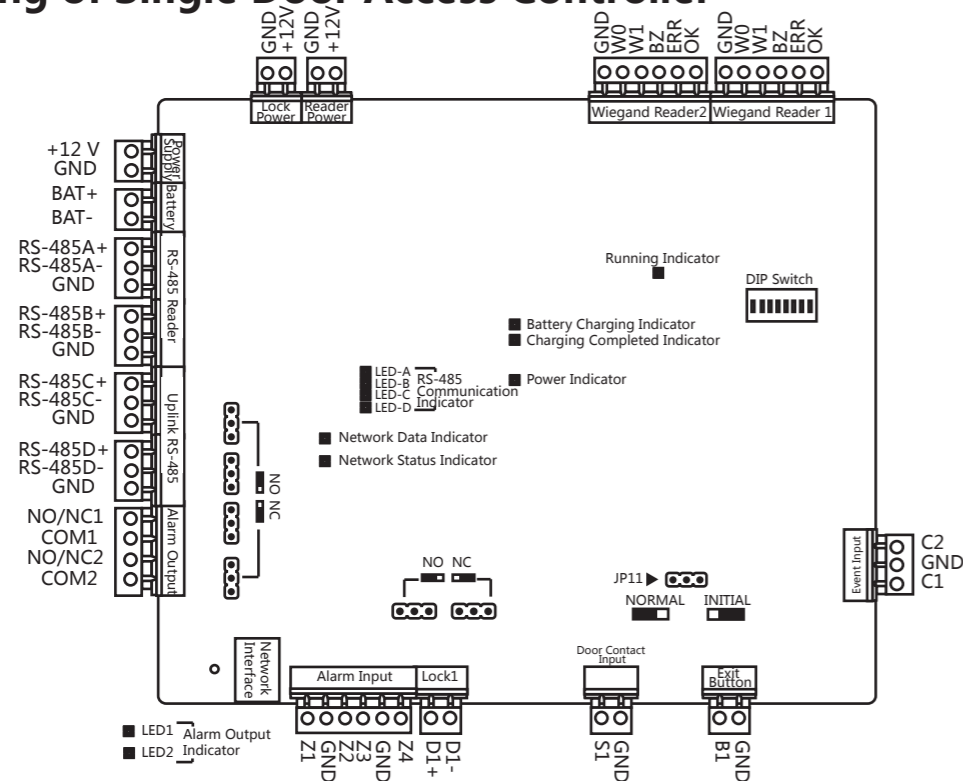 ng of Single Door Access Controller
GND
+12V
GND
+12V
GND
W0
W1
BZ
ERR
OK
GND
W0
W1
BZ
ERR
OK
Lock
Power
Reader
Power
Wiegand Reader2
Wiegand Reader 1
+12 V
GND
Power
Supply
BAT+
BAT-
Battery
RS-485A+
RS-485A-
GND
RS-485B+
RS-485B-
GND
RS-485 Reader
RS-485C+
RS-485C-
GND
RS-485D+
RS-485D-
GND
Uplink RS-485
NO/NC1
COM1
NO/NC2
COM2
Alarm Output
Running Indicator
DIP Switch
Battery Charging Indicator
Charging Completed Indicator
Power Indicator
LED-A
LED-B
LED-C
LED-D
RS-485
Communication
Indicator
Network Data Indicator
Network Status Indicator
NO
NC
NO NC
JP11
NORMAL
INITIAL
Event Input
C2
GND
C1
Network
Interface
Alarm Input
Lock1
Door Contact
Input
Exit
Button
LED1
LED2
Alarm Output
Indicator
Z1
GND
Z2
Z3
GND
Z4
D1+
D1-
S1
GND
B1
GND